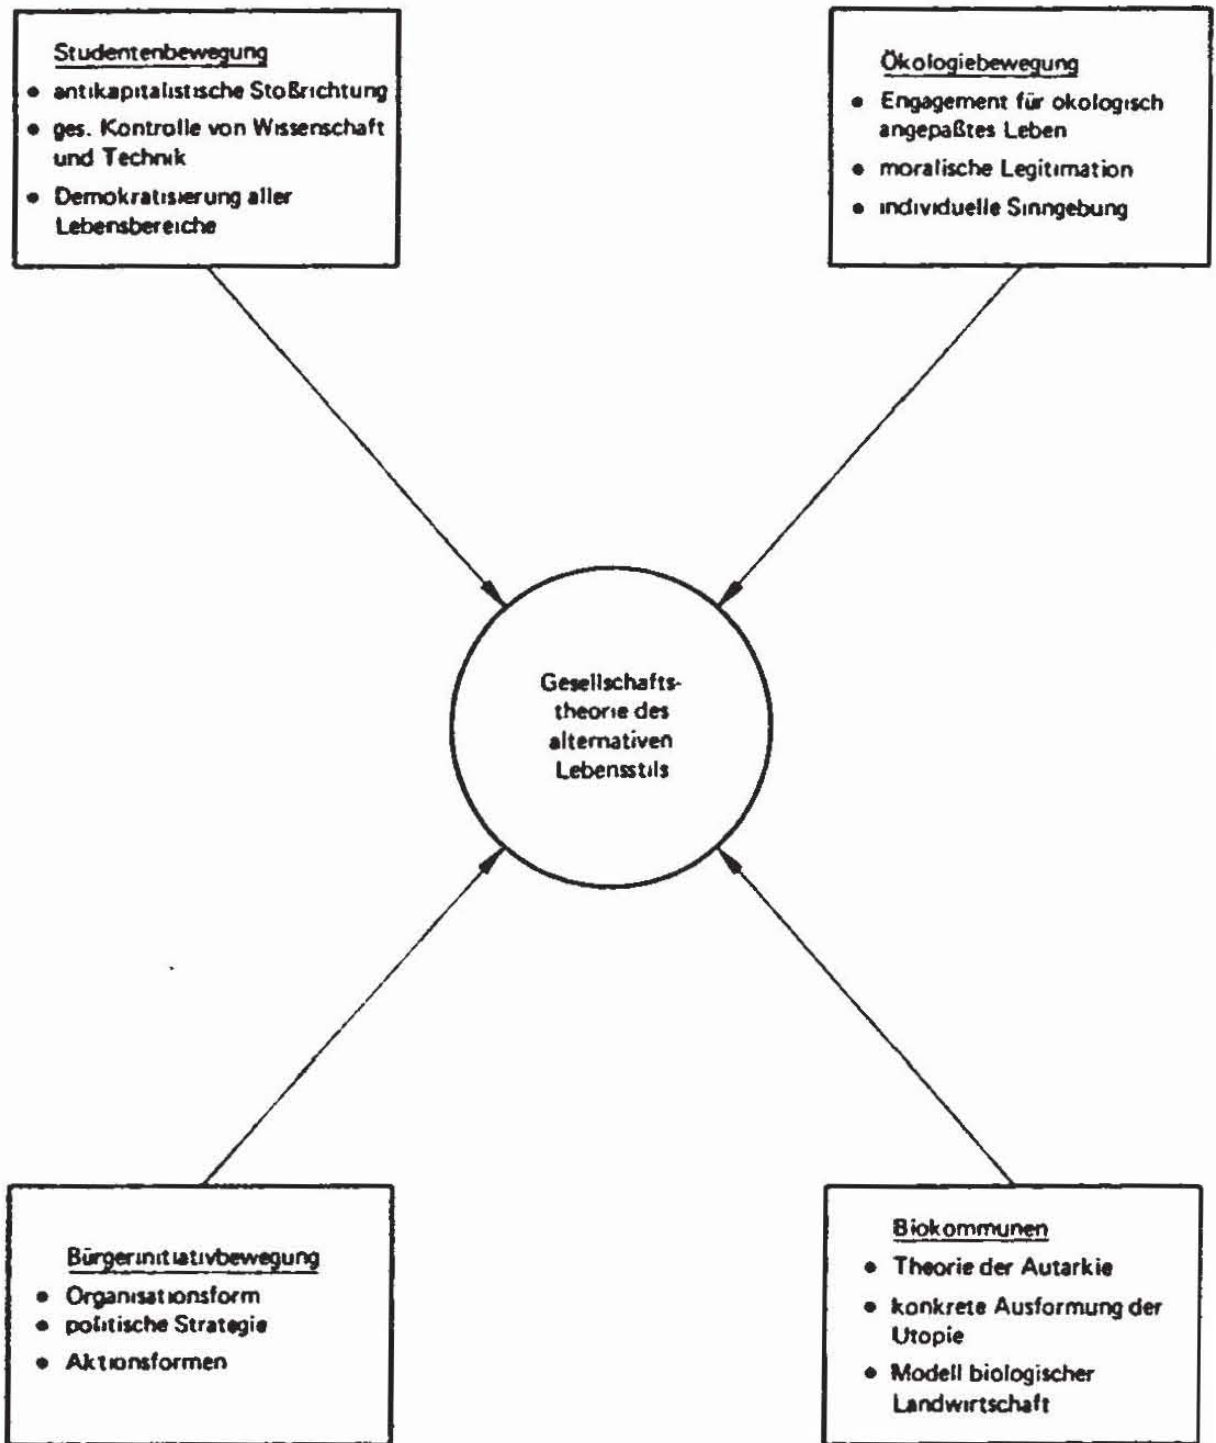 Studentenbewegung
• antikapitalistische Stoßrichtung
• ges. Kontrolle von Wissenschaft
und Technik
• Demokratisierung aller
Lebensbereiche
Ökologiebewegung
• Engagement für ökologisch
angepaßtes Leben
• moralische Legitimation
• individuelle Sinngebung
Gesellschafts-
theorie des
alternativen
Lebensstils
Bürgerinitiativbewegung
• Organisationsform
• politische Strategie
• Aktionsformen
Biokommunen
• Theorie der Autarkie
• konkrete Ausformung der
Utopie
• Modell biologischer
Landwirtschaft